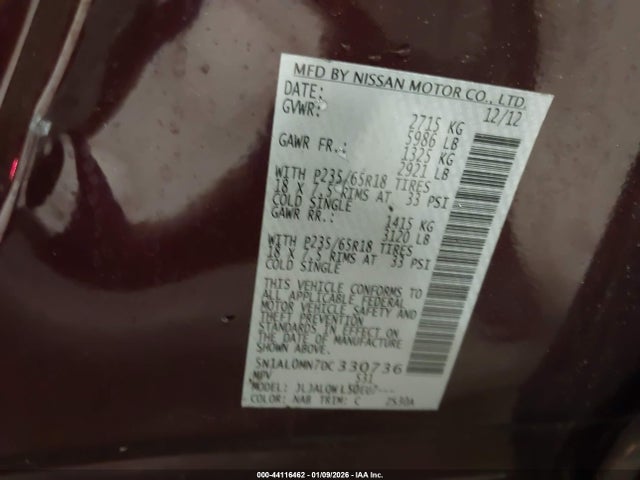 MFD BY NISSAN MOTOR CO., LTD.
DATE: 12/12
GVWR: 2715 KG
5986 LB
GAWR FR.: 1325 KG
2921 LB
WITH P235/65R18 TIRES
18 X 7.5 RIMS AT 33 PSI
COLD SINGLE
GAWR RR.: 1415 KG
3120 LB
WITH P235/65R18 TIRES
18 X 7.5 RIMS AT 33 PSI
COLD SINGLE
THIS VEHICLE CONFORMS TO
ALL APPLICABLE FEDERAL
MOTOR VEHICLE SAFETY AND
THEFT PREVENTION
STANDARDS IN EFFECT ON
THE DATE OF MANUFACTURE
SHOWN ABOVE.
5N1AL0MN7DC330736
MPV S31
MODEL:
COLOR: NAB TRIM: C 2S30A
000-44116462 - 01/09/2026 - IAA Inc.